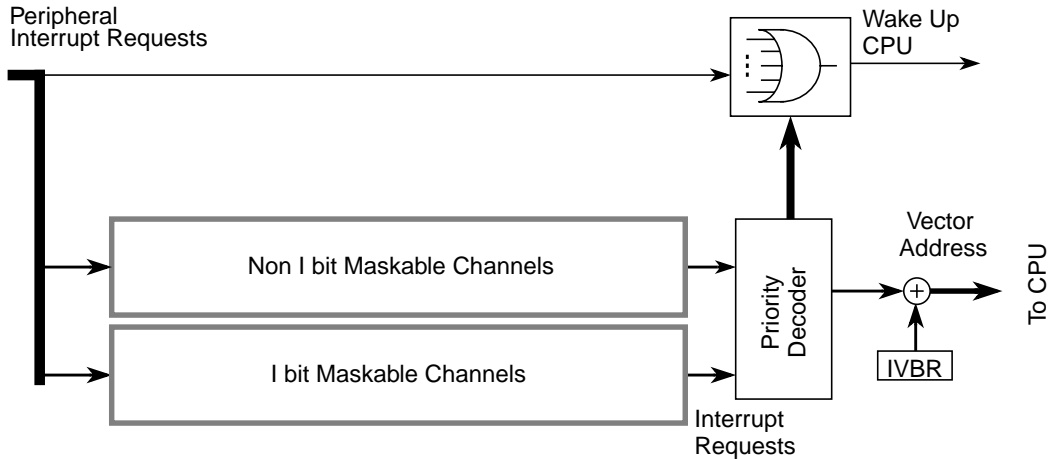 Peripheral
Interrupt Requests
Wake Up
CPU
Non I bit Maskable Channels
I bit Maskable Channels
Priority
Decoder
Interrupt
Requests
Vector
Address
+
IVBR
To CPU